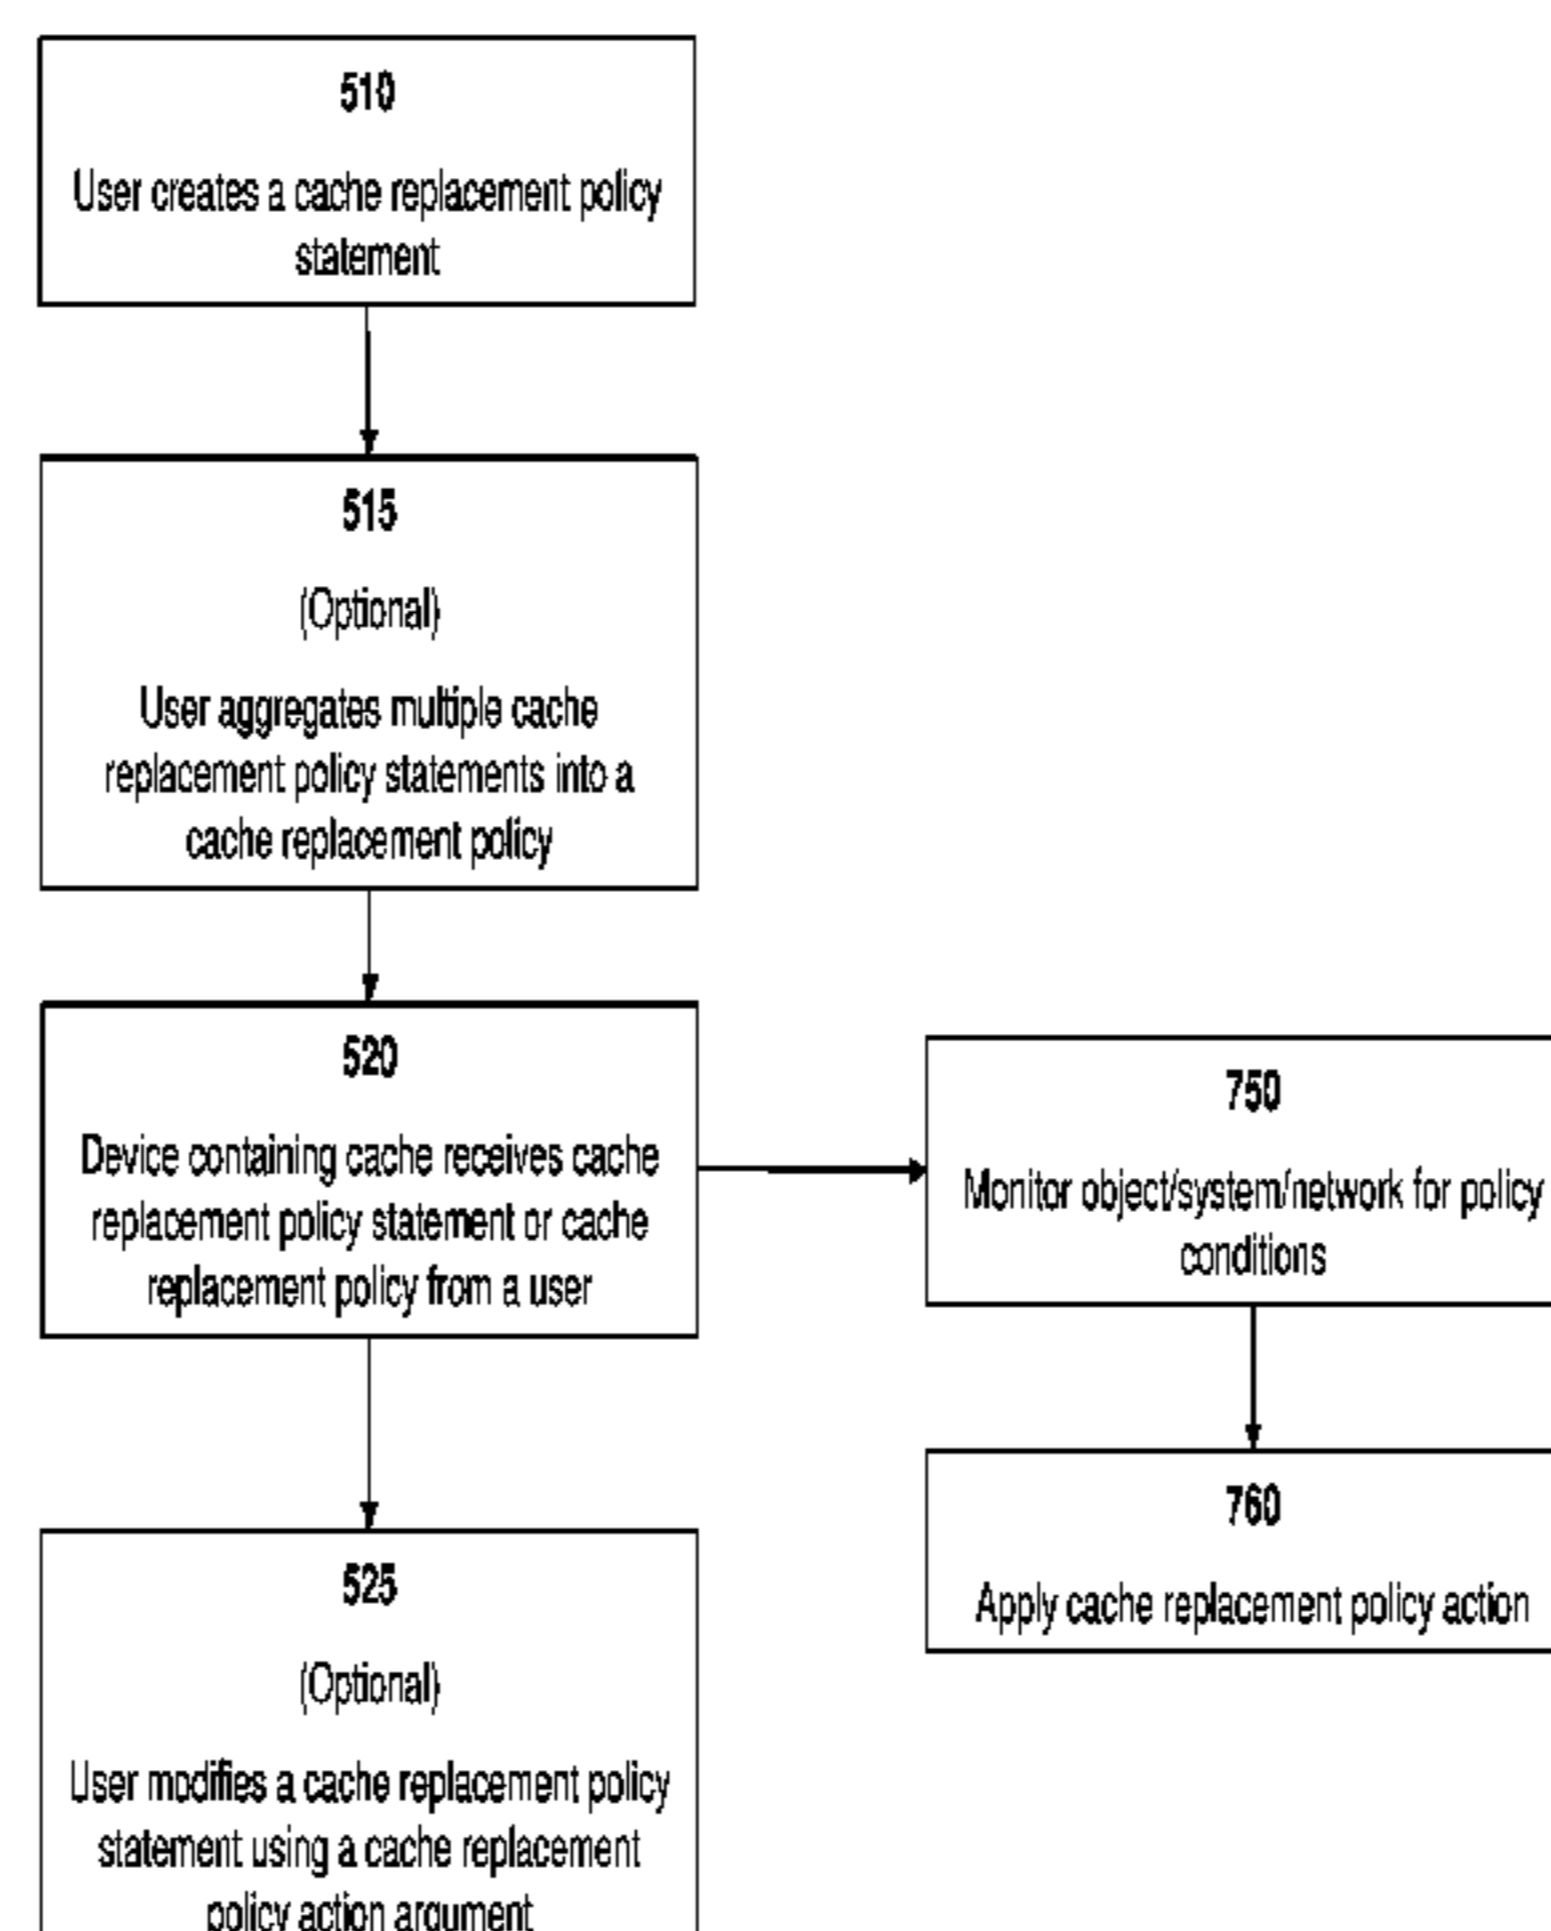 510
User creates a cache replacement policy
statement
515
(Optional)
User aggregates multiple cache
replacement policy statements into a
cache replacement policy
520
Device containing cache receives cache
replacement policy statement or cache
replacement policy from a user
750
Monitor object/system/network for policy
conditions
760
Apply cache replacement policy action
525
(Optional)
User modifies a cache replacement policy
statement using a cache replacement
policy action argument